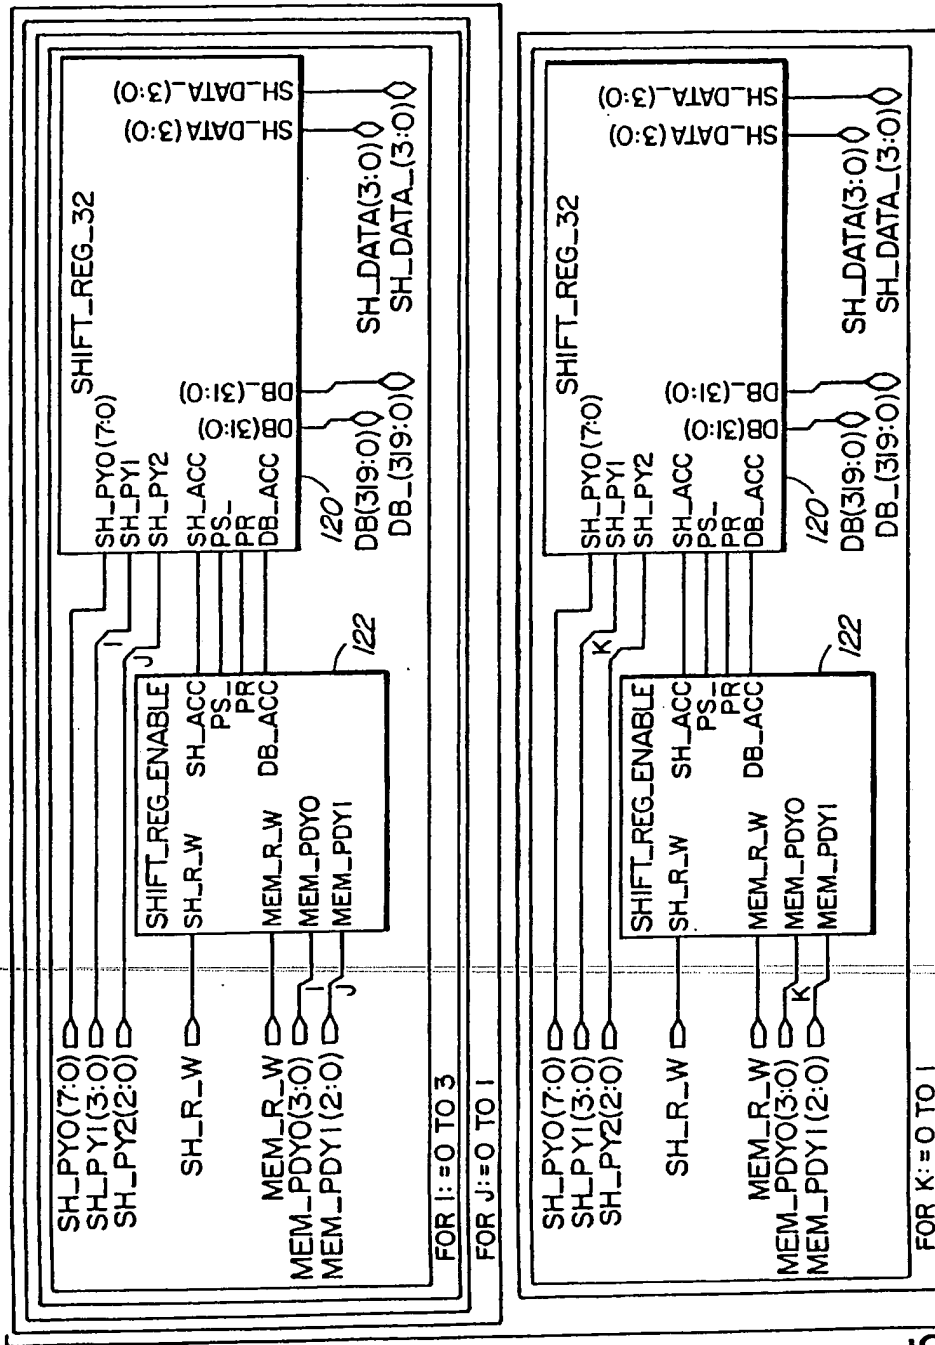 SH_PY0(7:0)
SH_PY1(3:0)
SH_PY2(2:0)
SH_R_W
MEM_R_W
MEM_PDY0(3:0)
MEM_PDY1(2:0)
I
J
I
J
SHIFT_REG_ENABLE
SH_R_W
MEM_R_W
MEM_PDY0
MEM_PDY1
SH_ACC
PS_
PR
DB_ACC
122
SHIFT_REG_32
SH_PY0(7:0)
SH_PY1
SH_PY2
SH_ACC
PS_
PR
DB_ACC
DB(31:0)
DB_(31:0)
SH_DATA(3:0)
SH_DATA_(3:0)
120
DB(319:0)
DB_(319:0)
SH_DATA(3:0)
SH_DATA_(3:0)
FOR I:=0 TO 3
FOR J:=0 TO 1
SH_PY0(7:0)
SH_PY1(3:0)
SH_PY2(2:0)
SH_R_W
MEM_R_W
MEM_PDY0(3:0)
MEM_PDY1(2:0)
K
K
SHIFT_REG_ENABLE
SH_R_W
MEM_R_W
MEM_PDY0
MEM_PDY1
SH_ACC
PS_
PR
DB_ACC
122
SHIFT_REG_32
SH_PY0(7:0)
SH_PY1
SH_PY2
SH_ACC
PS_
PR
DB_ACC
DB(31:0)
DB_(31:0)
SH_DATA(3:0)
SH_DATA_(3:0)
120
DB(319:0)
DB_(319:0)
SH_DATA(3:0)
SH_DATA_(3:0)
FOR K:=0 TO 1